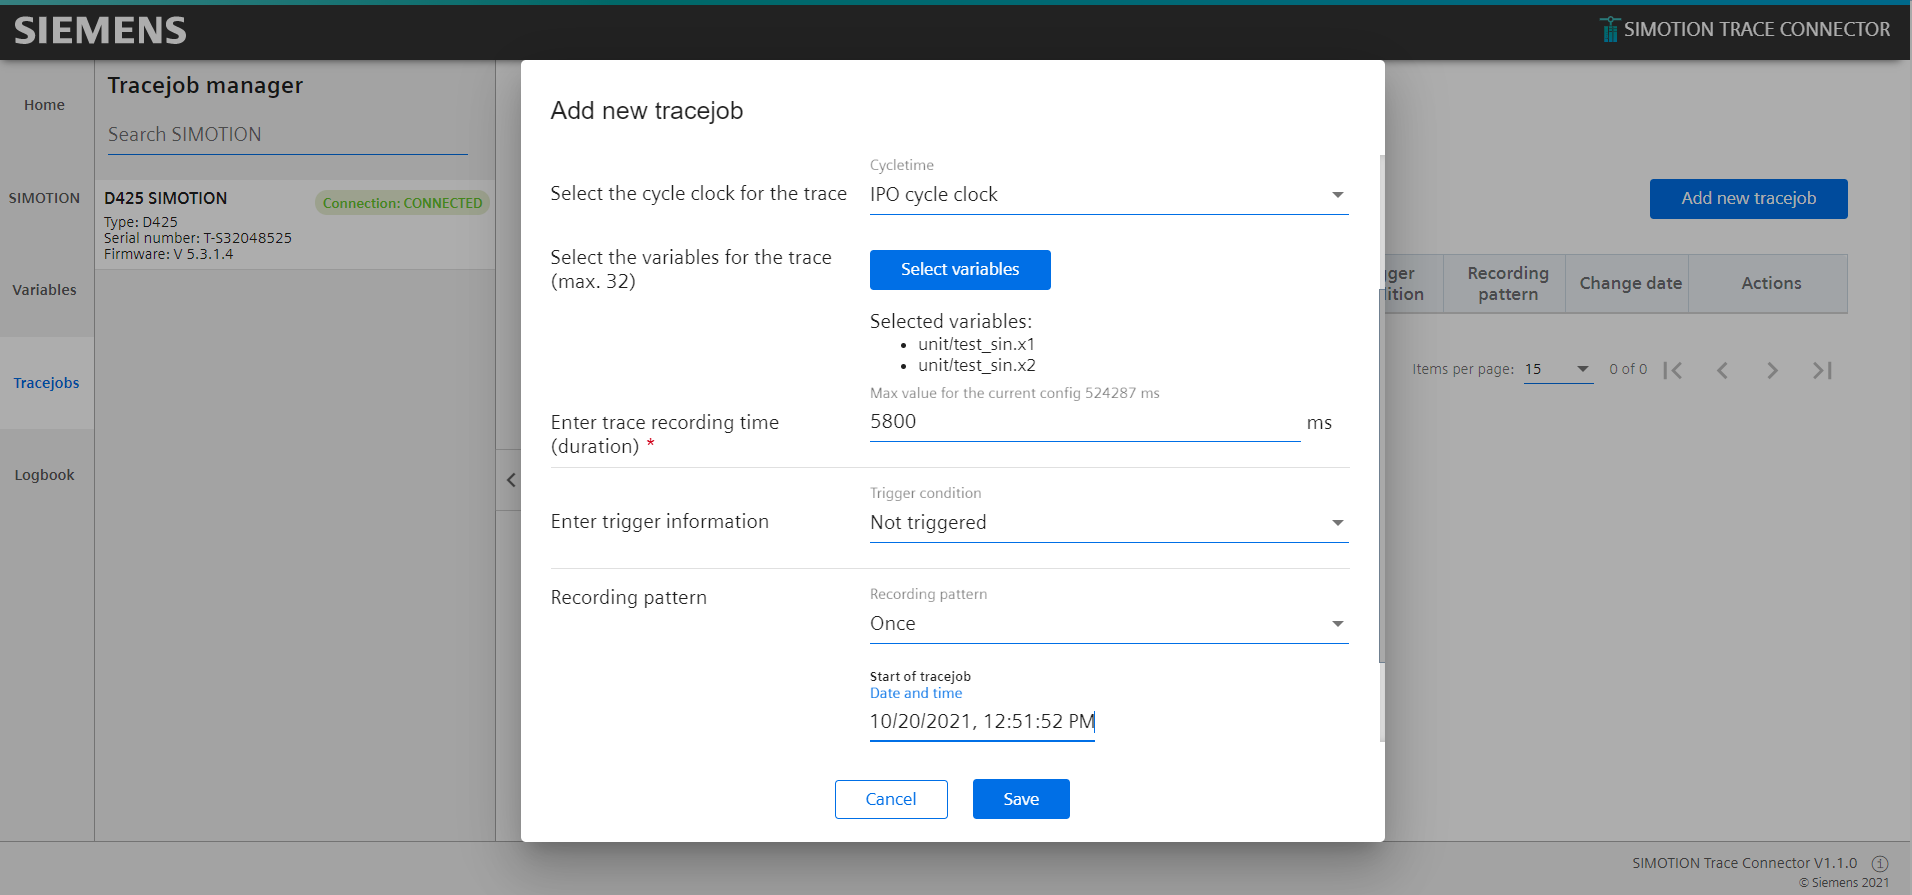 SIEMENS
SIMOTION TRACE CONNECTOR
Home
SIMOTION
Variables
Tracejobs
Logbook
Tracejob manager
Search SIMOTION
D425 SIMOTION
Connection: CONNECTED
Type: D425
Serial number: T-S32048525
Firmware: V 5.3.1.4
Add new tracejob
Cycletime
Select the cycle clock for the trace
IPO cycle clock
Select the variables for the trace
(max. 32)
Select variables
Selected variables:
• unit/test_sin.x1
• unit/test_sin.x2
Max value for the current config 524287 ms
Enter trace recording time
(duration) *
5800
ms
Trigger condition
Enter trigger information
Not triggered
Recording pattern
Recording pattern
Once
Start of tracejob
Date and time
10/20/2021, 12:51:52 PM
Cancel
Save
Add new tracejob
Recording
pattern
Change date
Actions
Items per page:
15
0 of 0
SIMOTION Trace Connector V1.1.0
© Siemens 2021